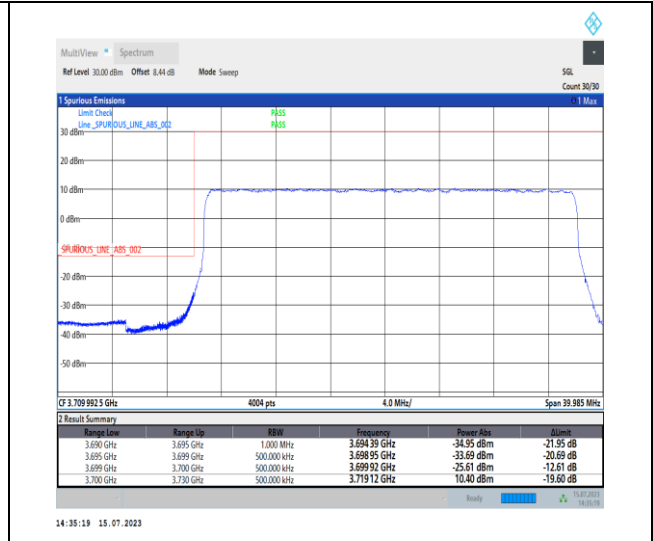 MultiView Spectrum
Ref Level 30.00 dBm Offset 8.44 dB Mode Sweep SGL
Count 30/30
1 Spurious Emissions 1 Max
Limit Check PASS
Line _SPURIOUS_LINE_ABS_002 PASS
30 dBm
20 dBm
10 dBm
0 dBm
_SPURIOUS_LINE_ABS_002
-20 dBm
-30 dBm
-40 dBm
-50 dBm
CF 3.709 992 5 GHz 4004 pts 4.0 MHz/ Span 39.985 MHz
2 Result Summary
Range Low Range Up RBW Frequency Power Abs ΔLimit
3.690 GHz 3.695 GHz 1.000 MHz 3.694 39 GHz -34.95 dBm -21.95 dB
3.695 GHz 3.699 GHz 500.000 kHz 3.698 95 GHz -33.69 dBm -20.69 dB
3.699 GHz 3.700 GHz 500.000 kHz 3.699 92 GHz -25.61 dBm -12.61 dB
3.700 GHz 3.730 GHz 500.000 kHz 3.719 12 GHz 10.40 dBm -19.60 dB
Ready 15.07.2023
14:35:18
14:35:19 15.07.2023